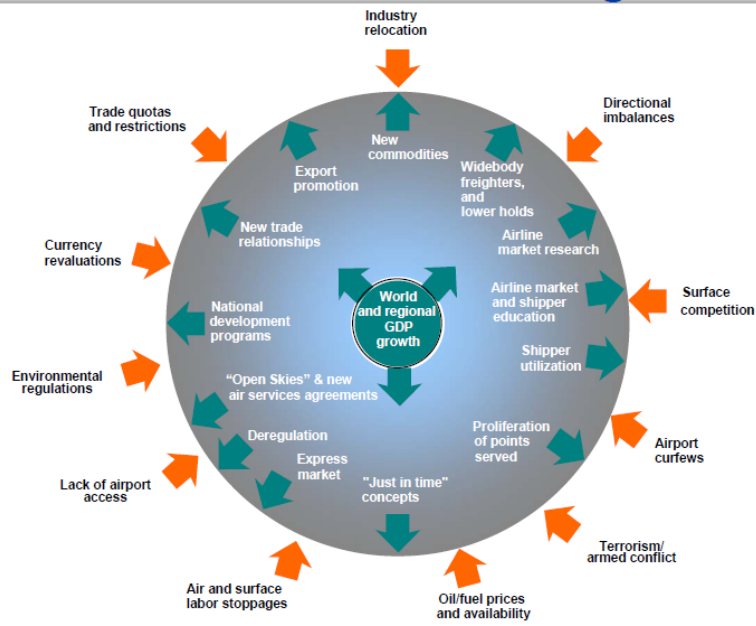 Industry
relocation
Trade quotas
and restrictions
Directional
imbalances
New
commodities
Export
promotion
Widebody
freighters,
and
lower holds
New trade
relationships
Airline
market research
Currency
revaluations
World
and regional
GDP
growth
Airline market
and shipper
education
Surface
competition
National
development
programs
Shipper
utilization
Environmental
regulations
“Open Skies” & new
air services agreements
Deregulation
Proliferation
of points
served
Express
market
"Just in time"
concepts
Airport
curfews
Lack of airport
access
Terrorism/
armed conflict
Air and surface
labor stoppages
Oil/fuel prices
and availability